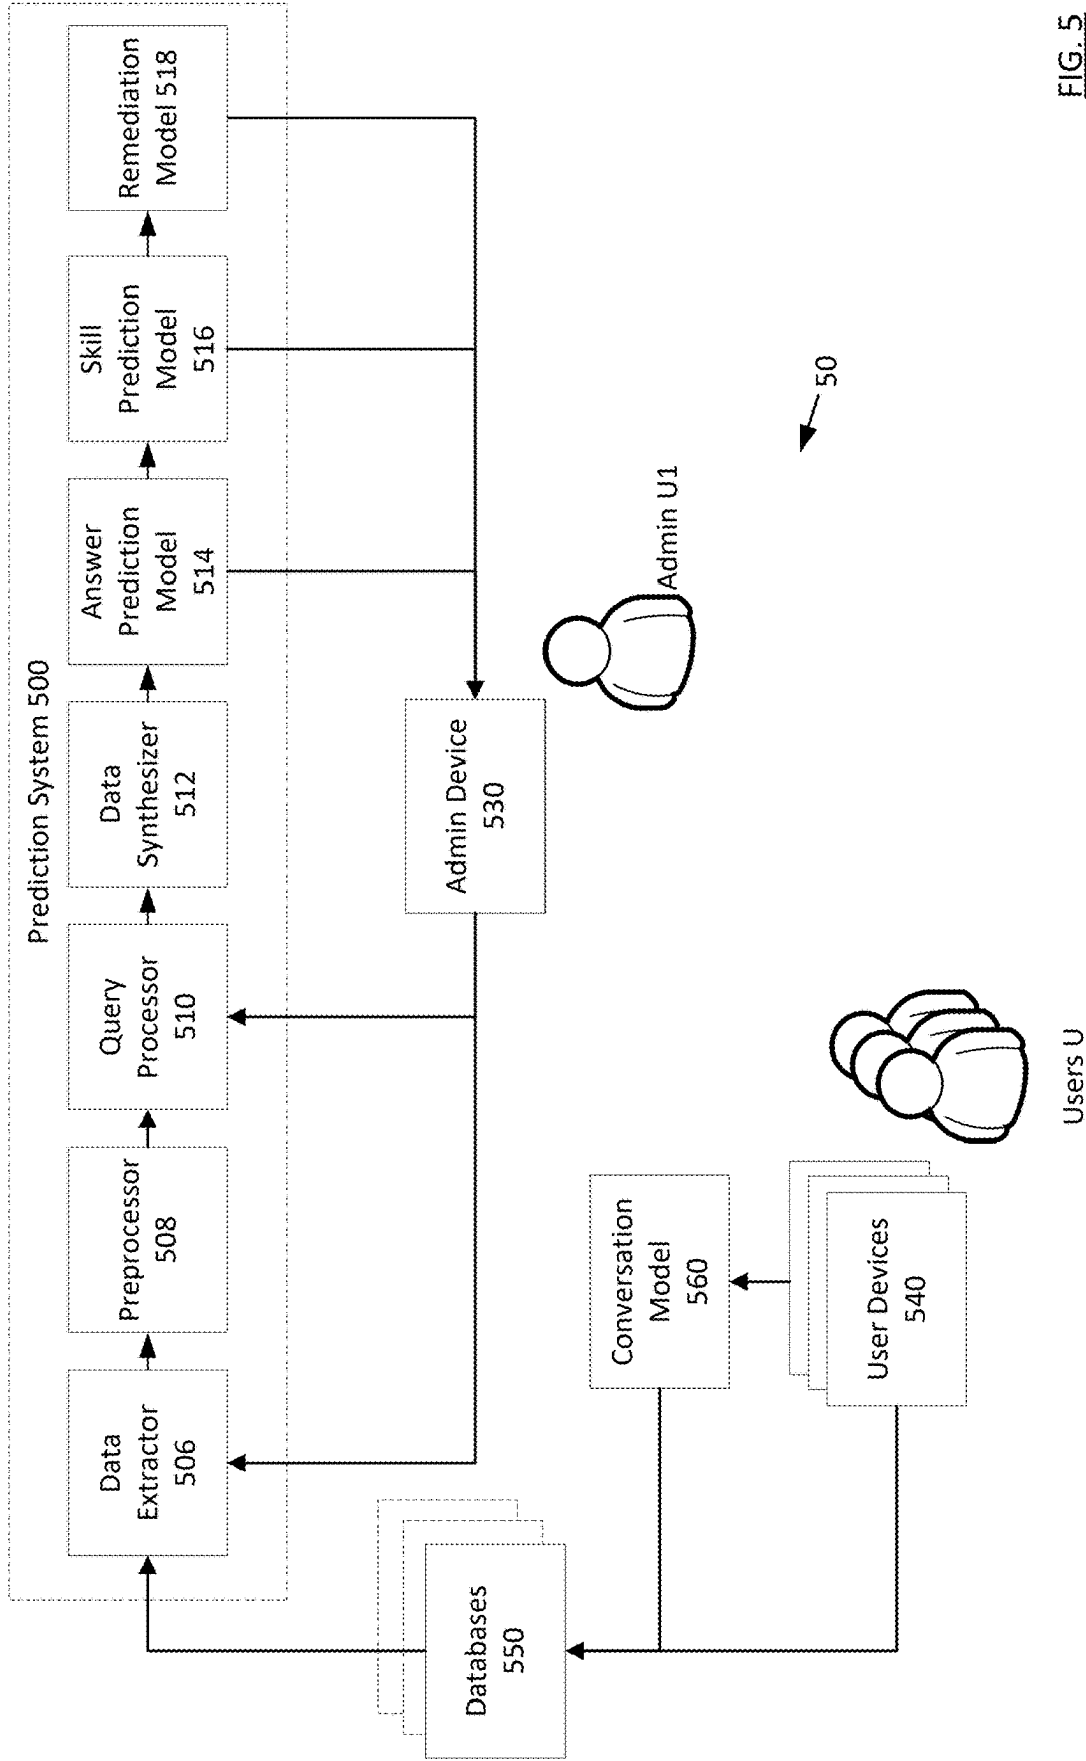 Prediction System 500
Data
Extractor
506
Preprocessor
508
Query
Processor
510
Data
Synthesizer
512
Answer
Prediction
Model
514
Skill
Prediction
Model
516
Remediation
Model 518
Databases
550
Admin Device
530
Conversation
Model
560
Admin U1
User Devices
540
Users U
50
FIG. 5